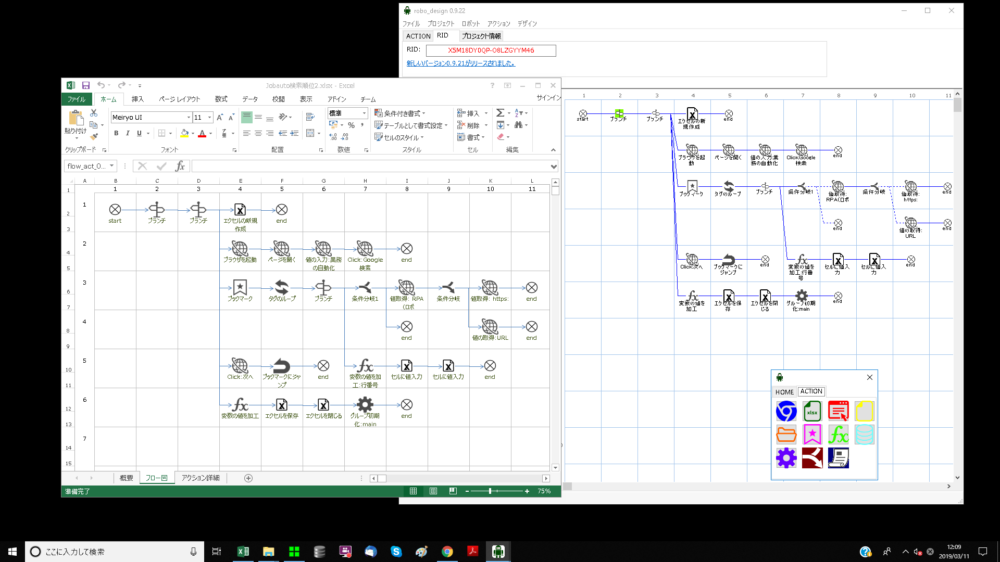 robo_design 0.9.22
ファイル プロジェクト ロボット アクション デザイン
ACTION RID プロジェクト情報
RID: X5M18DY0QP-O8LZGYYM46
新しいバージョン0.9.21がリリースされました。
Jobauto検索順位2.xlsx - Excel
ファイル ホーム 挿入 ページ レイアウト 数式 データ 校閲 表示 アドイン チーム サインイン
貼り付け
クリップボード
Meiryo UI 11
B I U
フォント
配置
標準
数値
条件付き書式
テーブルとして書式設定
セルのスタイル
スタイル
挿入
削除
書式
セル
編集
flow_act_0...
fx
A B C D E F G H I J K L
1 1 2 3 4 5 6 7 8 9 10 11
1
2
start ブランチ ブランチ エクセルの新規作成 end
3
2
4
ブラウザを起動 ページを開く 値の入力:業務の自動化 Click:Google検索 end
5
3
6
ブックマーク タグのループ ブランチ 条件分岐1 値取得: RPA(ロボ 条件分岐 値取得: https: end
7
4
8
end 値の取得:URL end
9
5
10
Click:次へ ブックマークにジャンプ end 変数の値を加工:行番号 セルに値入力 セルに値入力 end
11
6
12
変数の値を加工 エクセルを保存 エクセルを閉じる グループ初期化:main end
13
7
14
15
概要 フロー図 アクション詳細
準備完了 75%
1 2 3 4 5 6 7 8 9 10 11
start ブランチ ブランチ エクセルの新規作成 end
ブラウザを起動 ページを開く 値の入力:業務の自動化 Click:Google検索 end
ブックマーク タグのループ ブランチ 条件分岐1 値取得: RPA(ロボ 条件分岐 値取得: https: end
end 値の取得: URL end
Click:次へ ブックマークにジャンプ end 変数の値を加工:行番号 セルに値入力 セルに値入力 end
変数の値を加工 エクセルを保存 エクセルを閉じる グループ初期化:main end
HOME ACTION
xlsx
fx
ここに入力して検索
12:09
2019/03/11